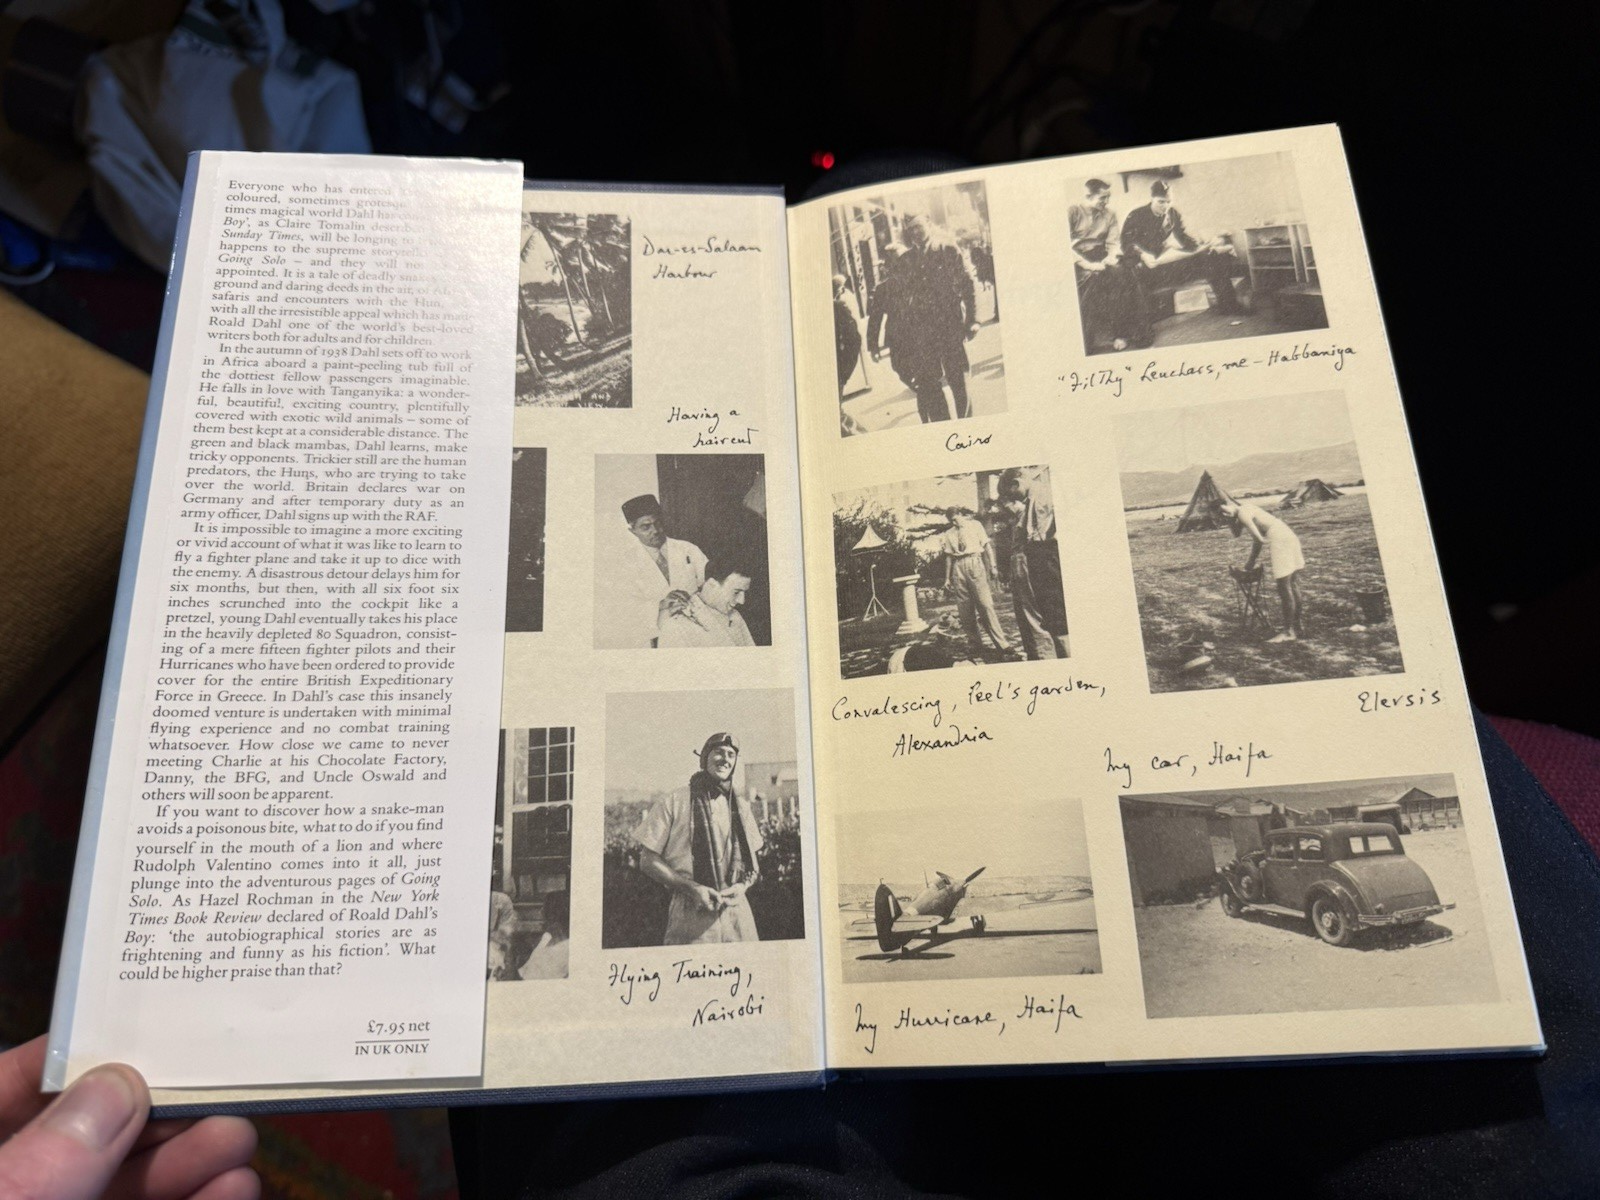 Everyone who has entered
coloured, sometimes grotesque
times magical world Dahl has
Boy', as Claire Tomalin
Sunday Times, will be longing to
happens to the supreme
Going Solo – and they will not
appointed. It is a tale of deadly
ground and daring deeds in the air, of
safaris and encounters with the Hun,
with all the irresistible appeal which has made
Roald Dahl one of the world's best-loved
writers both for adults and for children.
In the autumn of 1938 Dahl sets off to work
in Africa aboard a paint-peeling tub full of
the dottiest fellow passengers imaginable.
He falls in love with Tanganyika: a wonder-
ful, beautiful, exciting country, plentifully
covered with exotic wild animals – some of
them best kept at a considerable distance. The
green and black mambas, Dahl learns, make
tricky opponents. Trickier still are the human
predators, the Huns, who are trying to take
over the world. Britain declares war on
Germany and after temporary duty as an
army officer, Dahl signs up with the RAF.
It is impossible to imagine a more exciting
or vivid account of what it was like to learn to
fly a fighter plane and take it up to dice with
the enemy. A disastrous detour delays him for
six months, but then, with all six foot six
inches scrunched into the cockpit like a
pretzel, young Dahl eventually takes his place
in the heavily depleted 80 Squadron, consist-
ing of a mere fifteen fighter pilots and their
Hurricanes who have been ordered to provide
cover for the entire British Expeditionary
Force in Greece. In Dahl's case this insanely
doomed venture is undertaken with minimal
flying experience and no combat training
whatsoever. How close we came to never
meeting Charlie at his Chocolate Factory,
Danny, the BFG, and Uncle Oswald and
others will soon be apparent.
If you want to discover how a snake-man
avoids a poisonous bite, what to do if you find
yourself in the mouth of a lion and where
Rudolph Valentino comes into it all, just
plunge into the adventurous pages of Going
Solo. As Hazel Rochman in the New York
Times Book Review declared of Roald Dahl's
Boy: 'the autobiographical stories are as
frightening and funny as his fiction'. What
could be higher praise than that?
£7.95 net
IN UK ONLY
Dar-es-Salaam
Harbour
Having a
haircut
Flying Training,
Nairobi
Cairo
"Filthy" Leuchars, me – Habbaniya
Convalescing, Peel's garden,
Alexandria
Elevsis
My car, Haifa
My Hurricane, Haifa